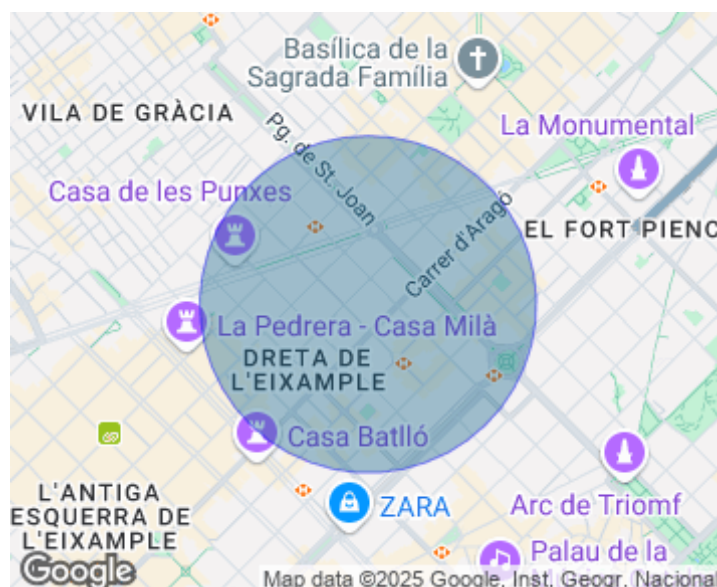 Basílica de la
Sagrada Família
VILA DE GRÀCIA
Pg. de St. Joan
La Monumental
Casa de les Punxes
Carrer d'Aragó
EL FORT PIENC
La Pedrera - Casa Milà
DRETA DE
L'EIXAMPLE
Casa Batlló
L'ANTIGA
ESQUERRA DE
L'EIXAMPLE
ZARA
Arc de Triomf
Palau de la
Google
Map data ©2025 Google, Inst. Geogr. Nacional